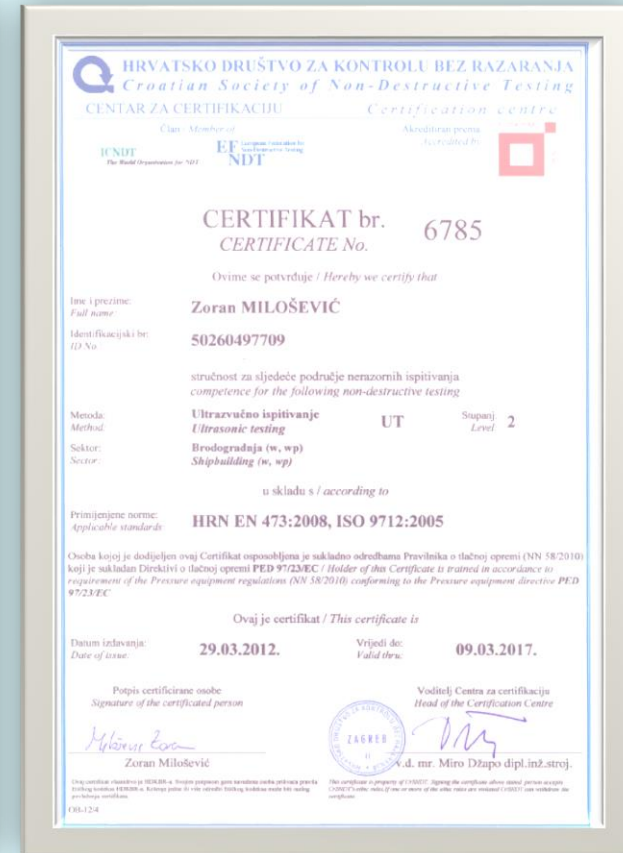 HRVATSKO DRUŠTVO ZA KONTROLU BEZ RAZARANJA
Croatian Society of Non-Destructive Testing
CENTAR ZA CERTIFIKACIJU Certification centre
Član / Member of Akreditiran prema
Accredited by
ICNDT
The World Organisation for NDT
EF European Federation for
Non-Destructive Testing
NDT
CERTIFIKAT br. 6785
CERTIFICATE No.
Ovime se potvrđuje / Hereby we certify that
Ime i prezime: Zoran MILOŠEVIĆ
Full name:
Identifikacijski br: 50260497709
ID No
stručnost za sljedeće područje nerazornih ispitivanja
competence for the following non-destructive testing
Metoda: Ultrazvučno ispitivanje UT Stupanj 2
Method: Ultrasonic testing Level
Sektor: Brodogradnja (w, wp)
Sector: Shipbuilding (w, wp)
u skladu s / according to
Primijenjene norme: HRN EN 473:2008, ISO 9712:2005
Applicable standards:
Osoba kojoj je dodijeljen ovaj Certifikat osposobljena je sukladno odredbama Pravilnika o tlačnoj opremi (NN 58/2010)
koji je sukladan Direktivi o tlačnoj opremi PED 97/23/EC / Holder of this Certificate is trained in accordance to
requirement of the Pressure equipment regulations (NN 58/2010) conforming to the Pressure equipment directive PED
97/23/EC
Ovaj je certifikat / This certificate is
Datum izdavanja: 29.03.2012. Vrijedi do: 09.03.2017.
Date of issue: Valid thru:
Potpis certificirane osobe Voditelj Centra za certifikaciju
Signature of the certificated person Head of the Certification Centre
Milošević Zoran
ZAGREB
Zoran Milošević v.d. mr. Miro Džapo dipl.inž.stroj.
OB-12/4